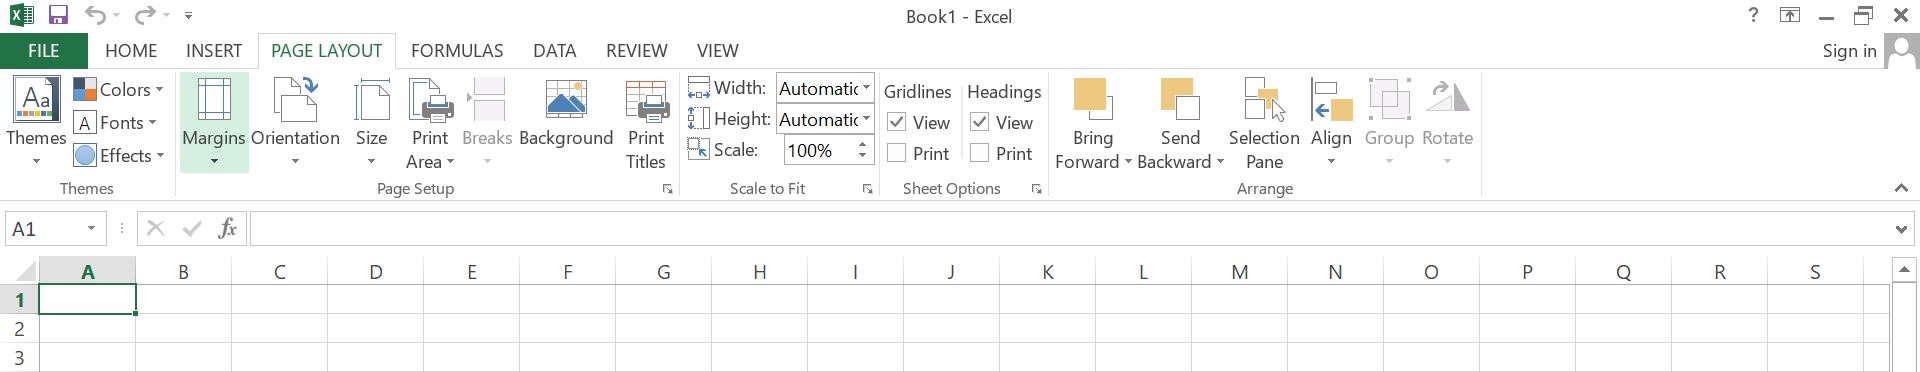 Book1 - Excel
?
FILE HOME INSERT PAGE LAYOUT FORMULAS DATA REVIEW VIEW
Sign in
Aa
Themes
Colors
A Fonts
Effects
Themes
Margins
Orientation
Size
Print
Area
Breaks
Background
Print
Titles
Page Setup
Width: Automatic
Height: Automatic
Scale: 100%
Scale to Fit
Gridlines
View
Print
Headings
View
Print
Sheet Options
Bring
Forward
Send
Backward
Selection
Pane
Align
Group
Rotate
Arrange
A1
fx
A B C D E F G H I J K L M N O P Q R S
1
2
3